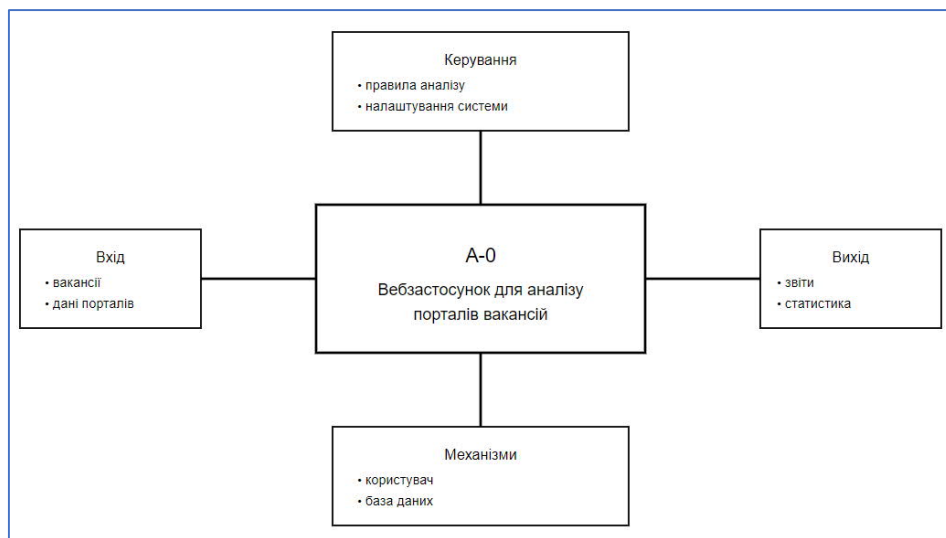 Керування
• правила аналізу
• налаштування системи
Вхід
• вакансії
• дані порталів
А-0
Вебзастосунок для аналізу
порталів вакансій
Вихід
• звіти
• статистика
Механізми
• користувач
• база даних